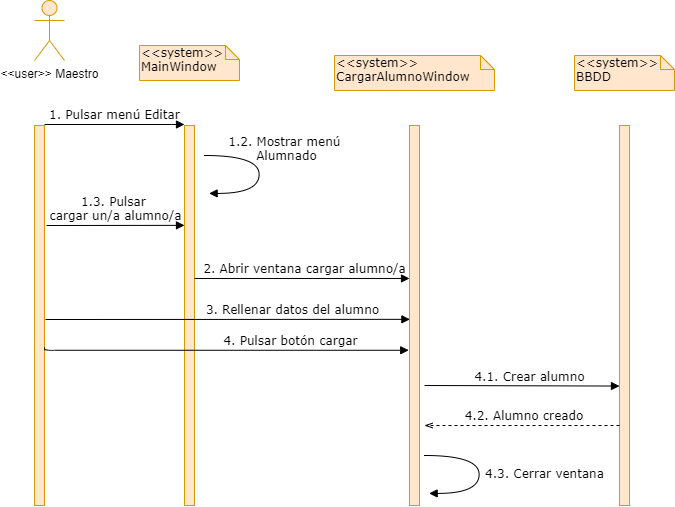 <<system>>
MainWindow
<<system>>
CargarAlumnoWindow
<<system>>
BBDD
<<user>> Maestro
1. Pulsar menú Editar
1.2. Mostrar menú
Alumnado
1.3. Pulsar
cargar un/a alumno/a
2. Abrir ventana cargar alumno/a
3. Rellenar datos del alumno
4. Pulsar botón cargar
4.1. Crear alumno
4.2. Alumno creado
4.3. Cerrar ventana